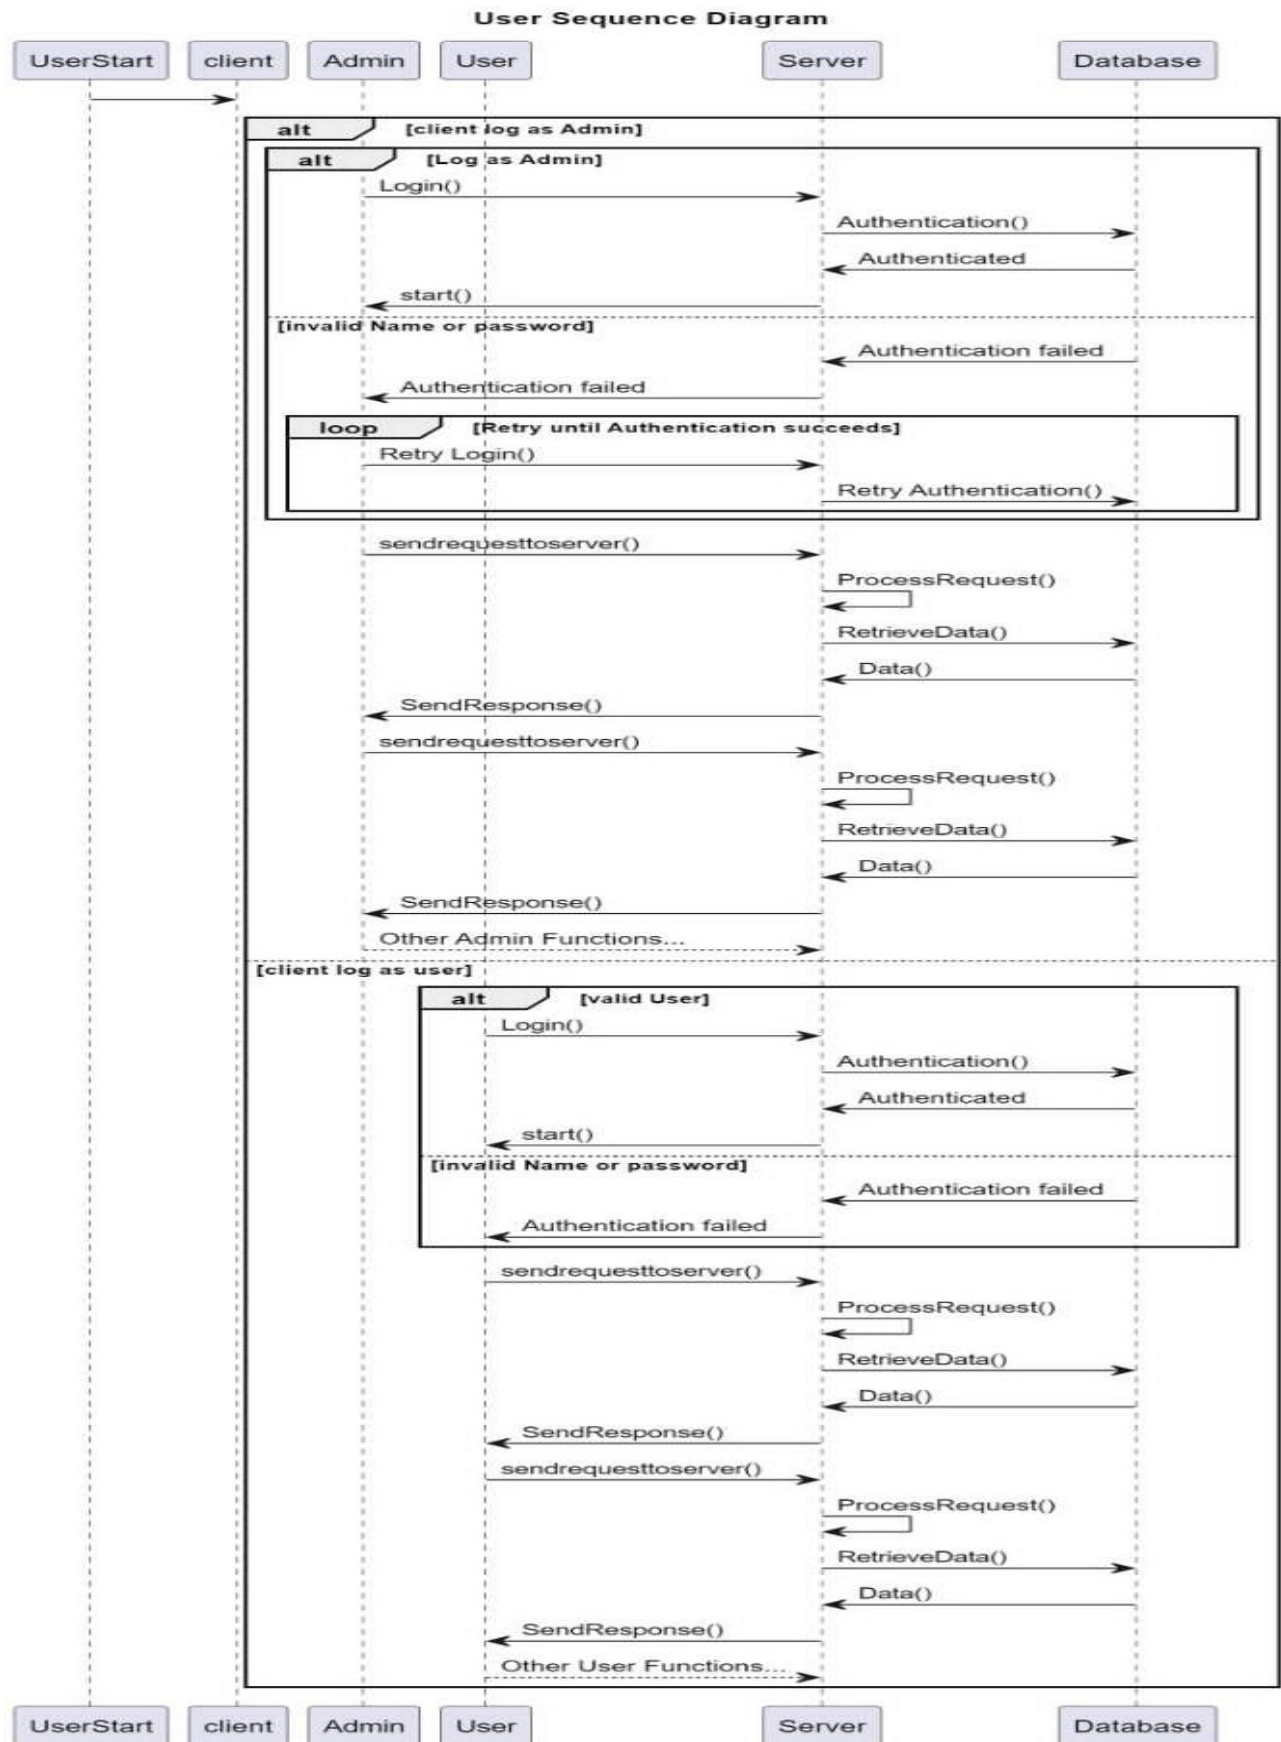 User Sequence Diagram
UserStart client Admin User Server Database
alt [client log as Admin]
alt [Log as Admin]
Login()
Authentication()
Authenticated
start()
[invalid Name or password]
Authentication failed
Authentication failed
loop [Retry until Authentication succeeds]
Retry Login()
Retry Authentication()
sendrequesttoserver()
ProcessRequest()
RetrieveData()
Data()
SendResponse()
sendrequesttoserver()
ProcessRequest()
RetrieveData()
Data()
SendResponse()
Other Admin Functions...
[client log as user]
alt [valid User]
Login()
Authentication()
Authenticated
start()
[invalid Name or password]
Authentication failed
Authentication failed
sendrequesttoserver()
ProcessRequest()
RetrieveData()
Data()
SendResponse()
sendrequesttoserver()
ProcessRequest()
RetrieveData()
Data()
SendResponse()
Other User Functions...
UserStart client Admin User Server Database